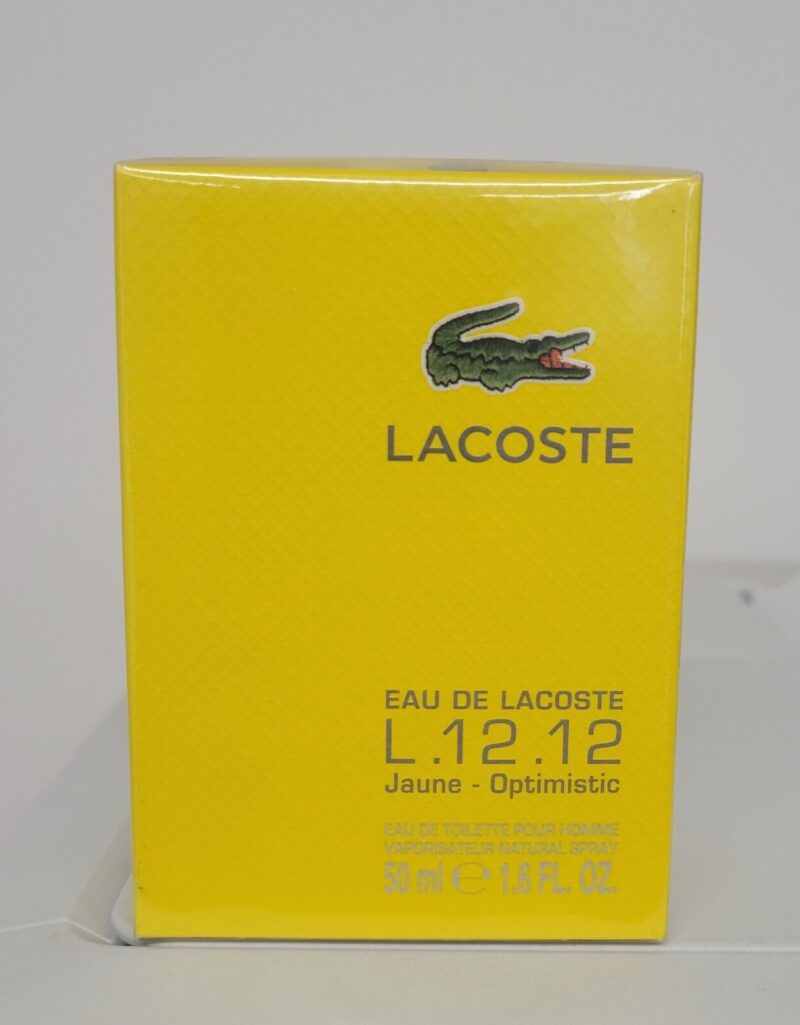 LACOSTE
EAU DE LACOSTE
L.12.12
Jaune - Optimistic
EAU DE TOILETTE POUR HOMME
VAPORISATEUR NATURAL SPRAY
50 ml ℮ 1.6 FL. OZ.